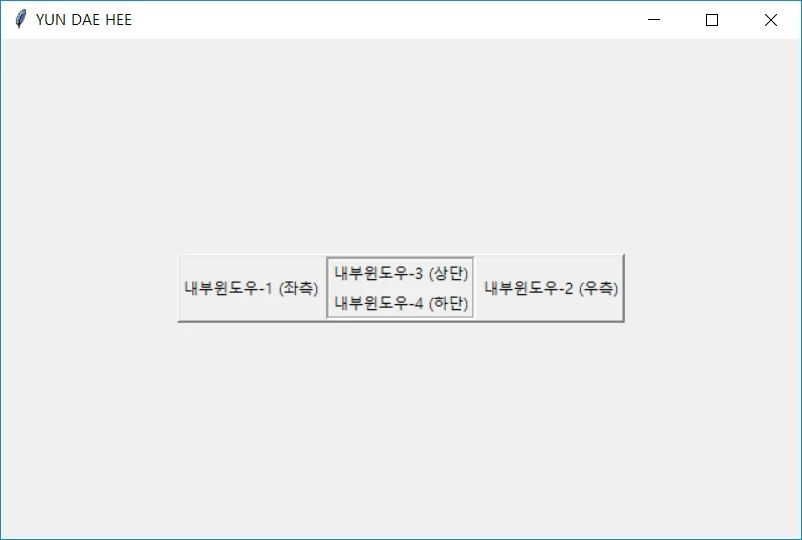 YUN DAE HEE
내부윈도우-1 (좌측)
내부윈도우-3 (상단)
내부윈도우-4 (하단)
내부윈도우-2 (우측)